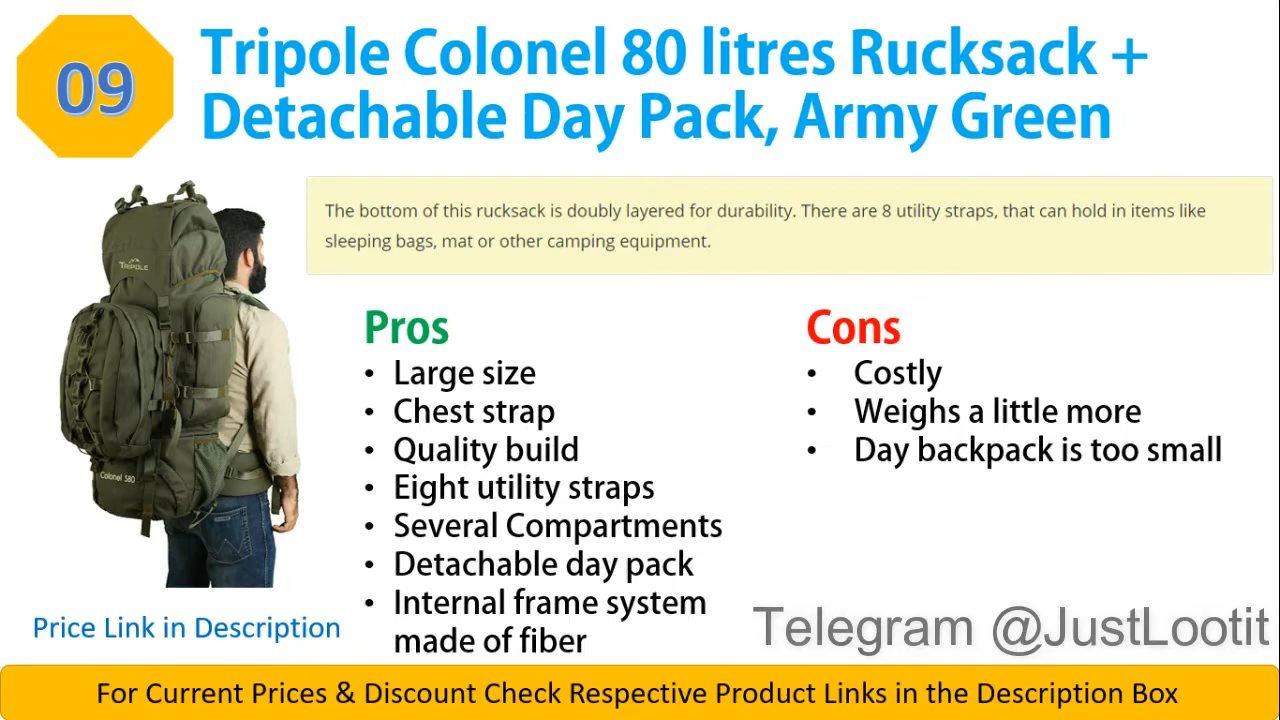 09
Tripole Colonel 80 litres Rucksack +
Detachable Day Pack, Army Green
The bottom of this rucksack is doubly layered for durability. There are 8 utility straps, that can hold in items like
sleeping bags, mat or other camping equipment.
TRIPOLE
Colonel 580
Pros
• Large size
• Chest strap
• Quality build
• Eight utility straps
• Several Compartments
• Detachable day pack
• Internal frame system
made of fiber
Cons
• Costly
• Weighs a little more
• Day backpack is too small
Price Link in Description
Telegram @JustLootit
For Current Prices & Discount Check Respective Product Links in the Description Box